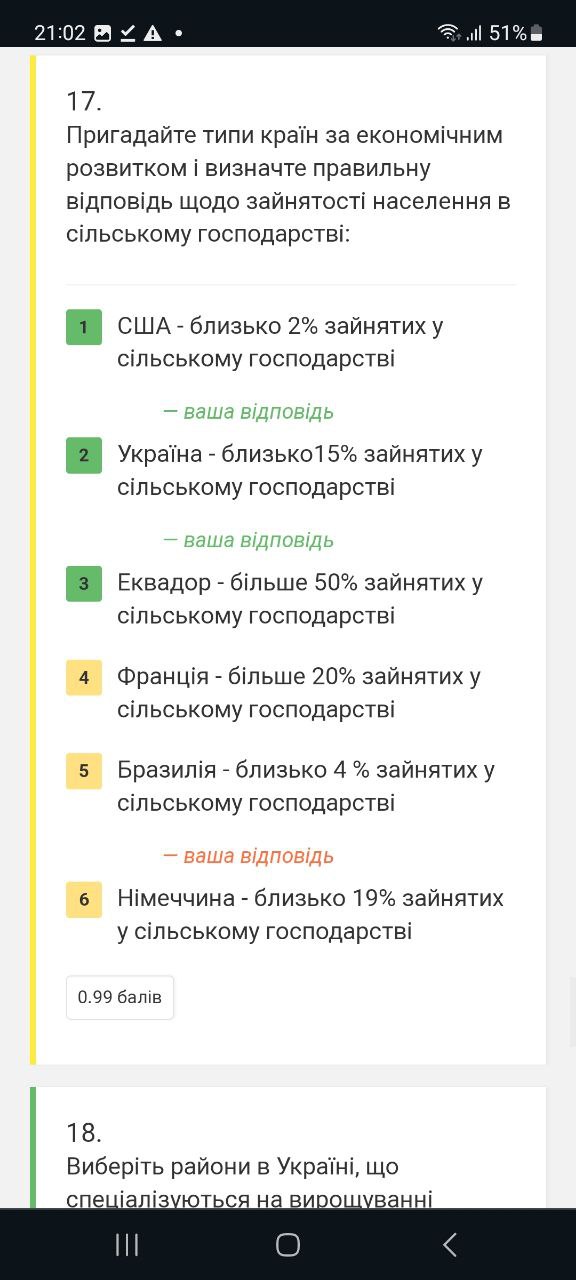 21:02
51%
17.
Пригадайте типи країн за економічним
розвитком і визначте правильну
відповідь щодо зайнятості населення в
сільському господарстві:
1 США - близько 2% зайнятих у
сільському господарстві
— ваша відповідь
2 Україна - близько15% зайнятих у
сільському господарстві
— ваша відповідь
3 Еквадор - більше 50% зайнятих у
сільському господарстві
4 Франція - більше 20% зайнятих у
сільському господарстві
5 Бразилія - близько 4 % зайнятих у
сільському господарстві
— ваша відповідь
6 Німеччина - близько 19% зайнятих
у сільському господарстві
0.99 балів
18.
Виберіть райони в Україні, що
спеціалізуються на вирощуванні